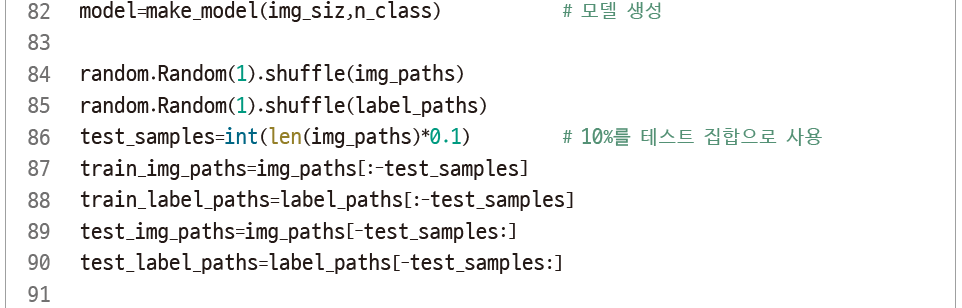 82 model=make_model(img_siz,n_class) # 모델 생성
83
84 random.Random(1).shuffle(img_paths)
85 random.Random(1).shuffle(label_paths)
86 test_samples=int(len(img_paths)*0.1) # 10%를 테스트 집합으로 사용
87 train_img_paths=img_paths[:-test_samples]
88 train_label_paths=label_paths[:-test_samples]
89 test_img_paths=img_paths[-test_samples:]
90 test_label_paths=label_paths[-test_samples:]
91